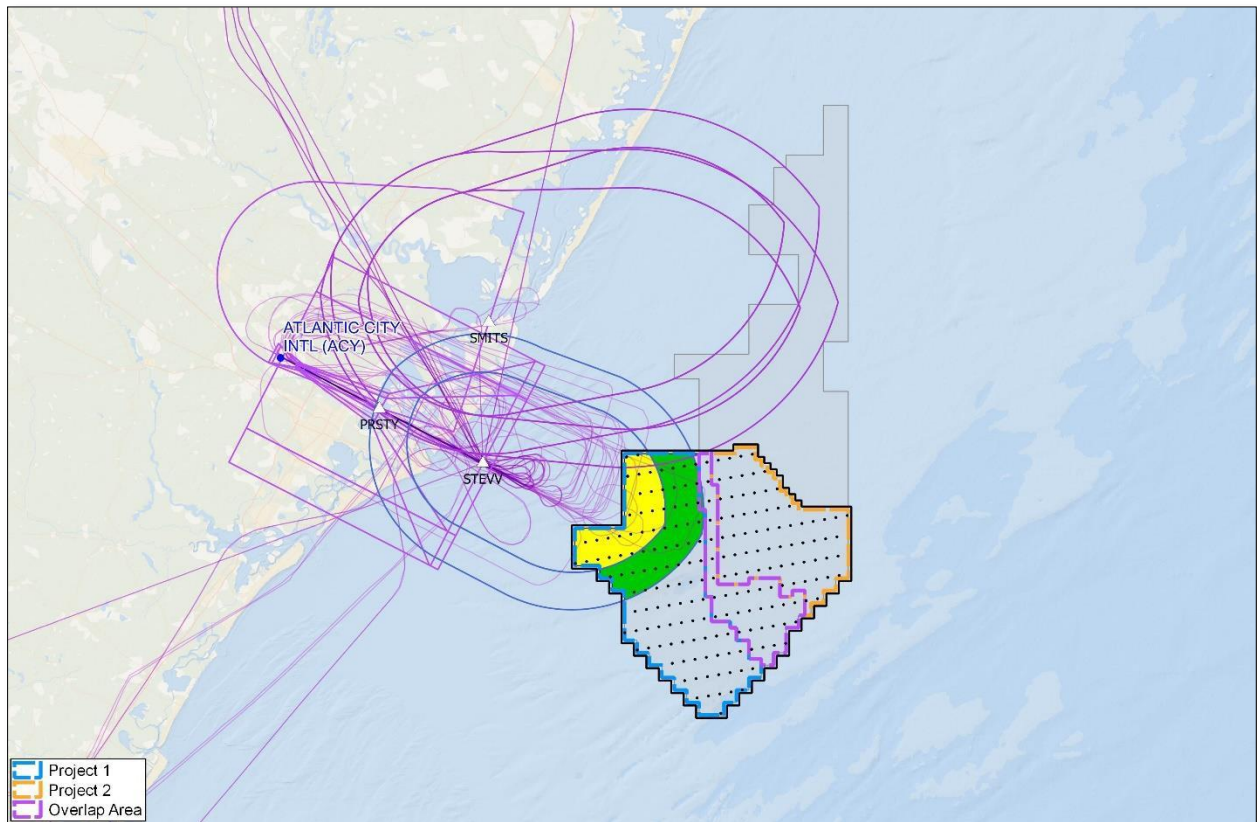 ATLANTIC CITY
INTL (ACY)
SMITS
PRSTY
STEVV
Project 1
Project 2
Overlap Area